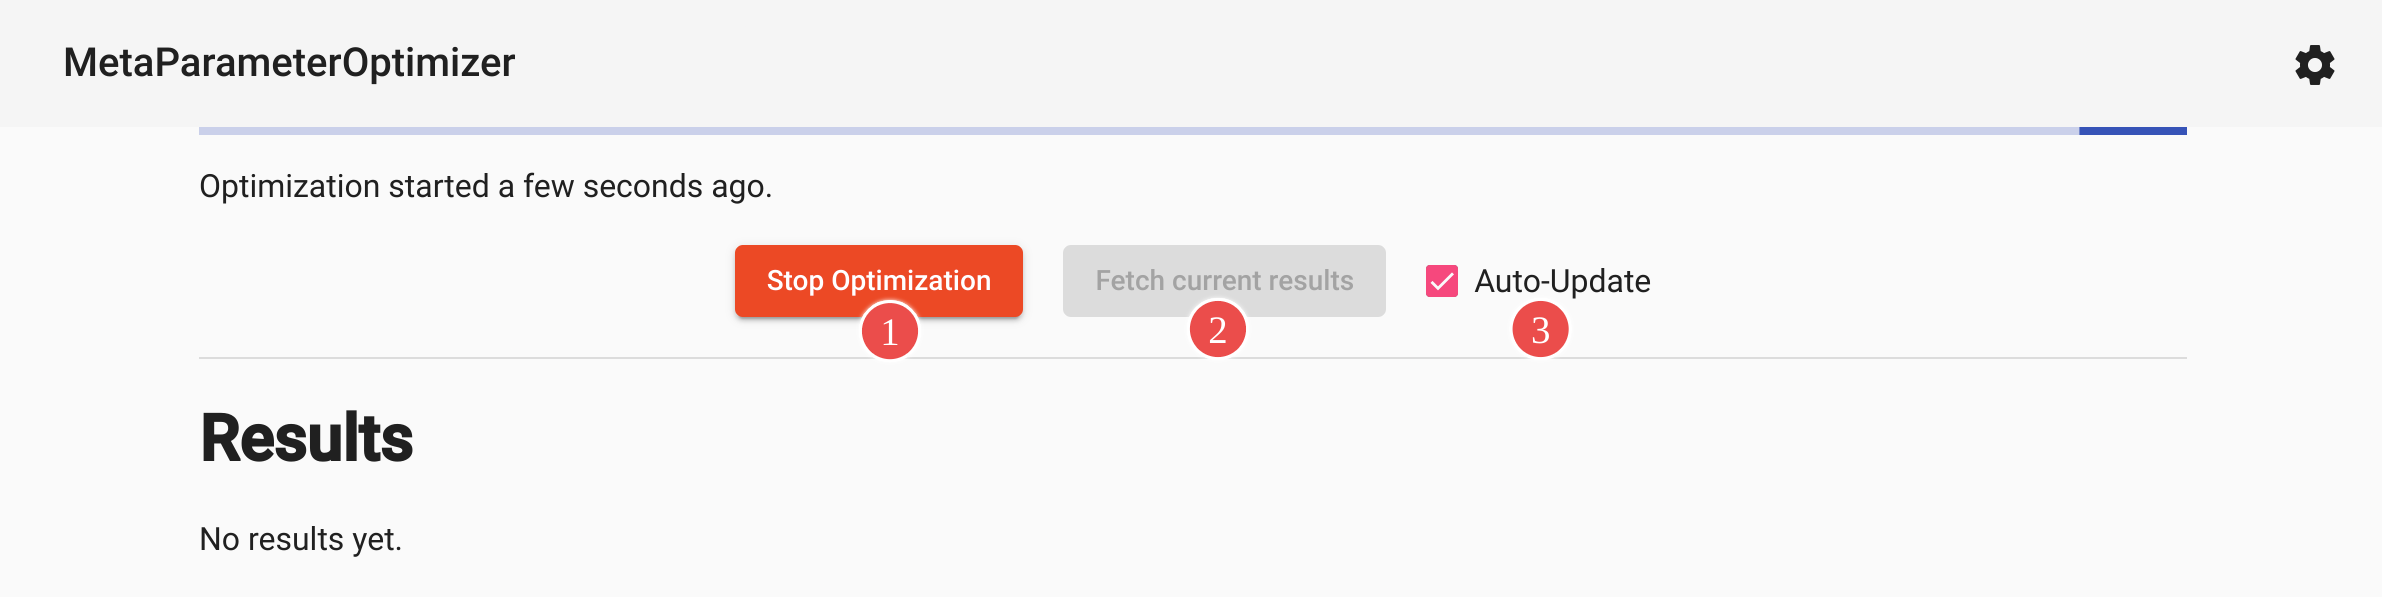 MetaParameterOptimizer
Optimization started a few seconds ago.
Stop Optimization Fetch current results Auto-Update
1 2 3
Results
No results yet.